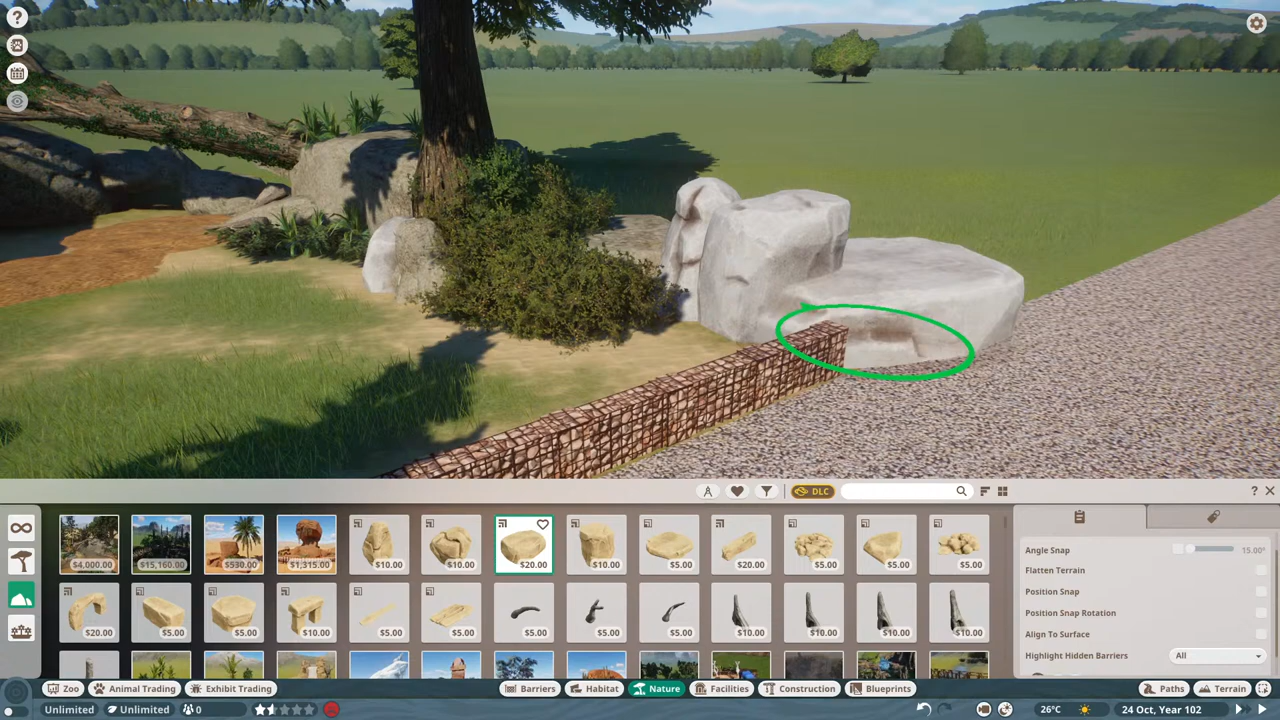 DLC
?
$4,000.00 $15,160.00 $530.00 $1,315.00 $10.00 $10.00 $20.00 $10.00 $5.00 $20.00 $5.00 $5.00 $5.00
$20.00 $5.00 $5.00 $10.00 $5.00 $5.00 $5.00 $5.00 $5.00 $10.00 $10.00 $10.00 $10.00
Angle Snap 15.00°
Flatten Terrain
Position Snap
Position Snap Rotation
Align To Surface
Highlight Hidden Barriers All
Zoo Animal Trading Exhibit Trading Barriers Habitat Nature Facilities Construction Blueprints Paths Terrain
Unlimited Unlimited 0 26°C 24 Oct, Year 102